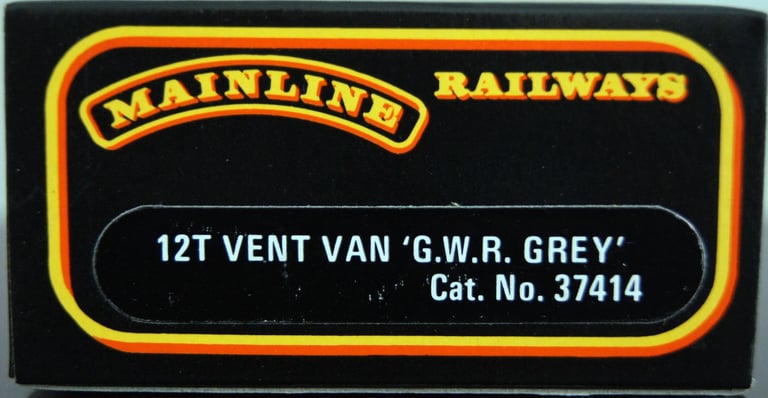 MAINLINE RAILWAYS
12T VENT VAN 'G.W.R. GREY'
Cat. No. 37414